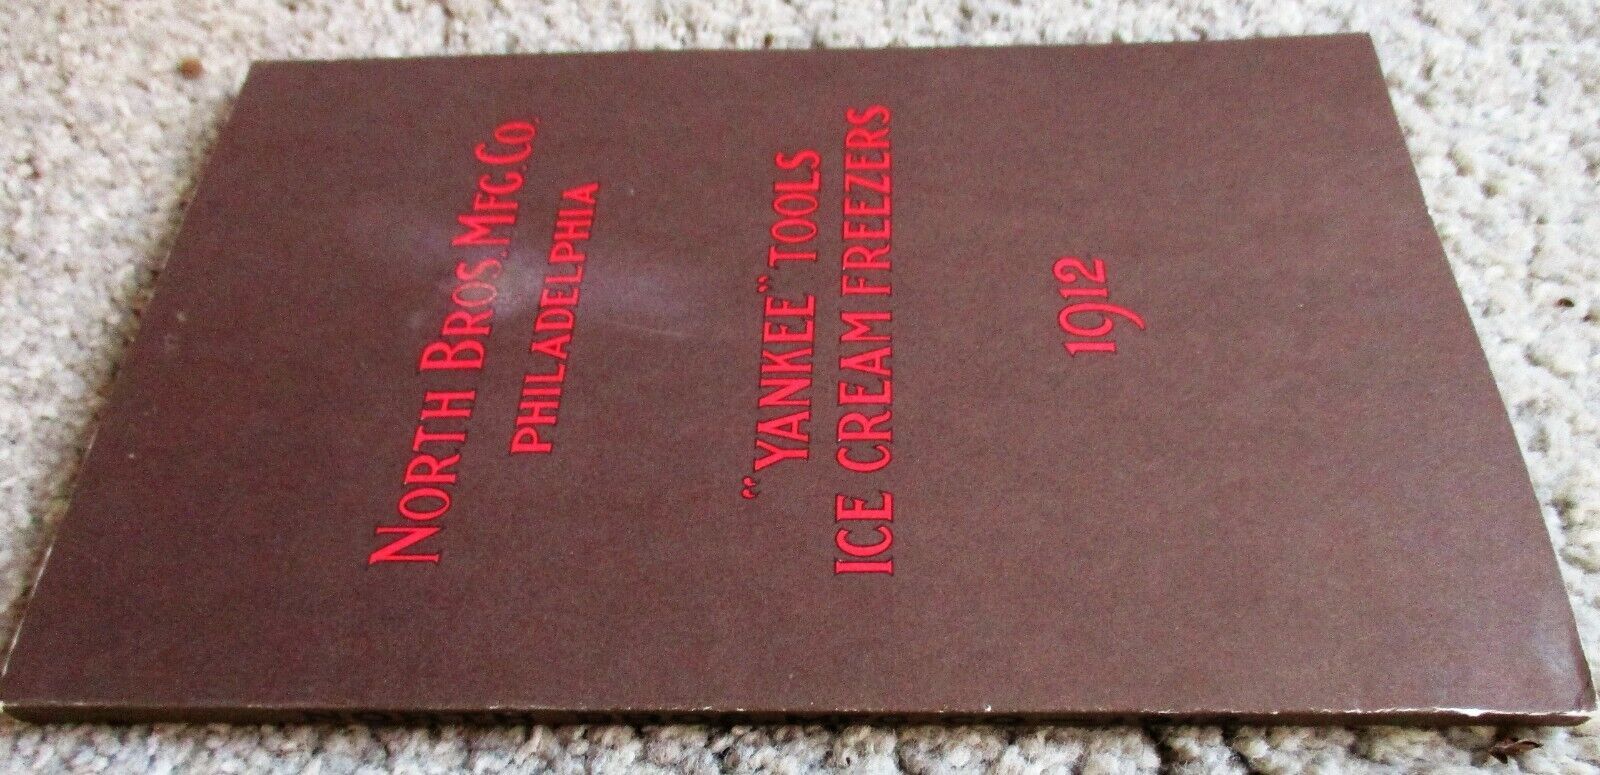 NORTH BROS. MFG. CO.
PHILADELPHIA
"YANKEE" TOOLS
ICE CREAM FREEZERS
1912